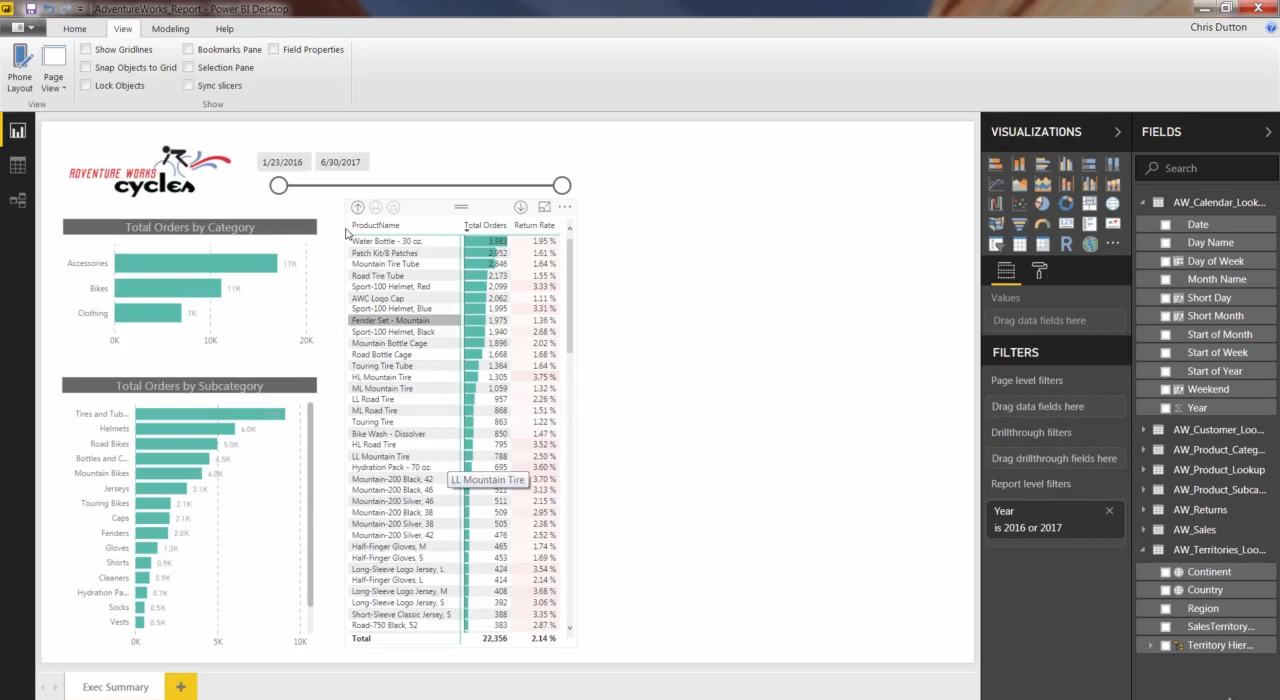 AdventureWorks_Report - Power BI Desktop
Home
View
Modeling
Help
Chris Dutton
Phone Layout
Page View
Show Gridlines
Snap Objects to Grid
Lock Objects
Bookmarks Pane
Selection Pane
Sync slicers
Field Properties
View
Show
ADVENTURE WORKS
cycles
1/23/2016
6/30/2017
Total Orders by Category
Accessories 17K
Bikes 11K
Clothing 7K
0K 10K 20K
Total Orders by Subcategory
Tires and Tub...
Helmets 6.0K
Road Bikes 5.0K
Bottles and C... 4.5K
Mountain Bikes 4.0K
Jerseys 3.1K
Touring Bikes 2.1K
Caps 2.1K
Fenders 2.0K
Gloves 1.3K
Shorts 0.9K
Cleaners 0.9K
Hydration Pa... 0.7K
Socks 0.5K
Vests 0.5K
0K 5K 10K
ProductName Total Orders Return Rate
Water Bottle - 30 oz. 3,983 1.95 %
Patch Kit/8 Patches 2,952 1.61 %
Mountain Tire Tube 2,846 1.64 %
Road Tire Tube 2,173 1.55 %
Sport-100 Helmet, Red 2,099 3.33 %
AWC Logo Cap 2,062 1.11 %
Sport-100 Helmet, Blue 1,995 3.31 %
Fender Set - Mountain 1,975 1.36 %
Sport-100 Helmet, Black 1,940 2.68 %
Mountain Bottle Cage 1,896 2.02 %
Road Bottle Cage 1,668 1.68 %
Touring Tire Tube 1,364 1.64 %
HL Mountain Tire 1,305 3.75 %
ML Mountain Tire 1,059 1.32 %
LL Road Tire 957 2.26 %
ML Road Tire 868 1.51 %
Touring Tire 863 1.22 %
Bike Wash - Dissolver 850 1.47 %
HL Road Tire 795 3.52 %
LL Mountain Tire 788 2.50 %
Hydration Pack - 70 oz. 695 3.60 %
Mountain-200 Black, 42 3.70 %
LL Mountain Tire
Mountain-200 Black, 46 511 3.13 %
Mountain-200 Silver, 46 511 2.15 %
Mountain-200 Black, 38 509 2.95 %
Mountain-200 Silver, 38 505 2.38 %
Mountain-200 Silver, 42 476 2.52 %
Half-Finger Gloves, M 465 1.74 %
Half-Finger Gloves, S 453 1.69 %
Long-Sleeve Logo Jersey, L 424 3.54 %
Half-Finger Gloves, L 414 2.14 %
Long-Sleeve Logo Jersey, M 408 3.68 %
Long-Sleeve Logo Jersey, S 392 3.06 %
Short-Sleeve Classic Jersey, S 388 3.35 %
Road-750 Black, 52 383 2.87 %
Total 22,356 2.14 %
Exec Summary
VISUALIZATIONS
R
Values
Drag data fields here
FILTERS
Page level filters
Drag data fields here
Drillthrough filters
Drag drillthrough fields here
Report level filters
Year
is 2016 or 2017
FIELDS
Search
AW_Calendar_Look...
Date
Day Name
Day of Week
Month Name
Short Day
Short Month
Start of Month
Start of Week
Start of Year
Weekend
Year
AW_Customer_Loo...
AW_Product_Categ...
AW_Product_Lookup
AW_Product_Subca...
AW_Returns
AW_Sales
AW_Territories_Loo...
Continent
Country
Region
SalesTerritory...
Territory Hier...